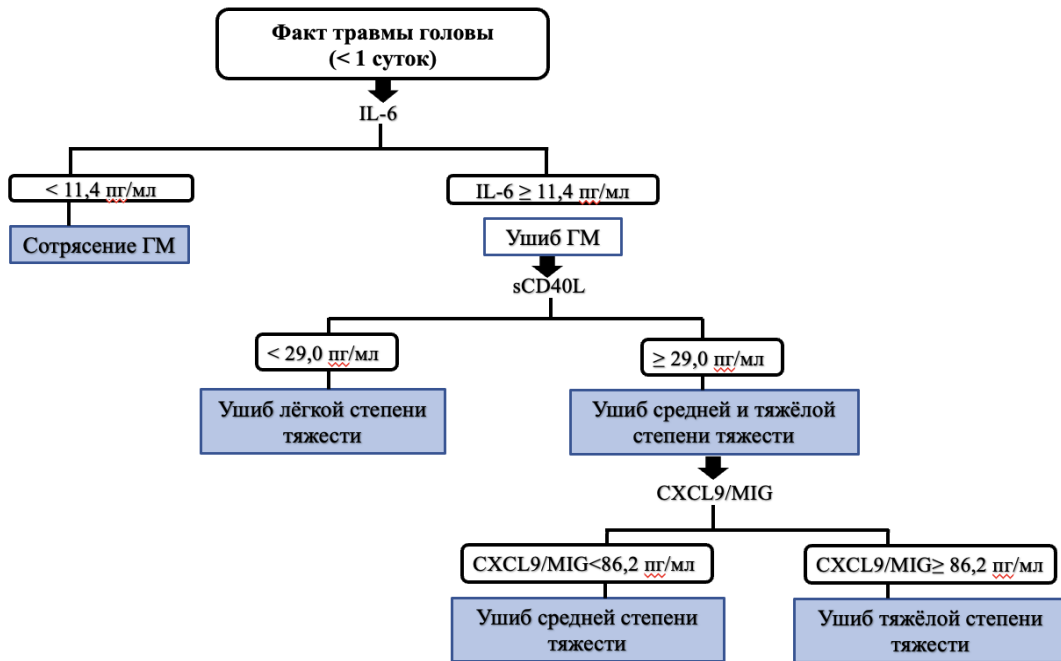 Факт травмы головы
(< 1 суток)
IL-6
< 11,4 пг/мл
IL-6 ≥ 11,4 пг/мл
Сотрясение ГМ
Ушиб ГМ
sCD40L
< 29,0 пг/мл
≥ 29,0 пг/мл
Ушиб лёгкой степени
тяжести
Ушиб средней и тяжёлой
степени тяжести
CXCL9/MIG
CXCL9/MIG<86,2 пг/мл
CXCL9/MIG≥ 86,2 пг/мл
Ушиб средней степени
тяжести
Ушиб тяжёлой степени
тяжести